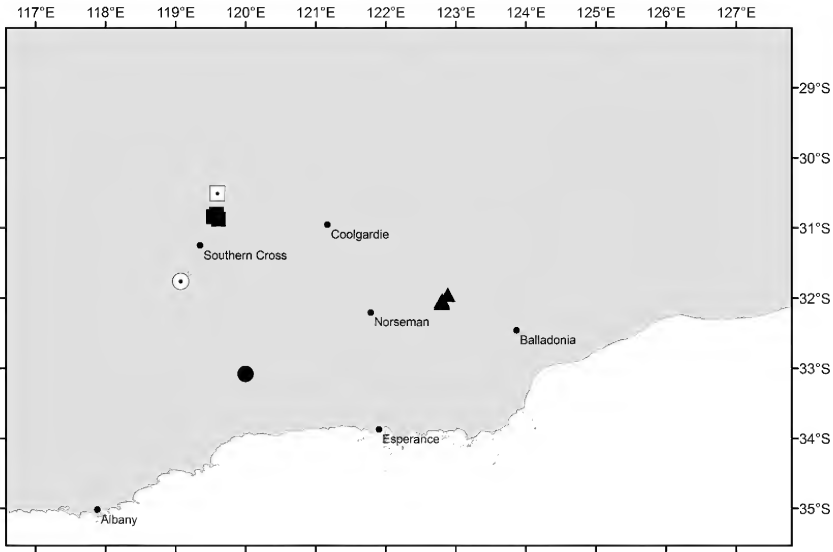 117°E 118°E 119°E 120°E 121°E 122°E 123°E 124°E 125°E 126°E 127°E
29°S
30°S
31°S
Coolgardie
Southern Cross
32°S
Norseman
Balladonia
33°S
34°S
Esperance
35°S
Albany